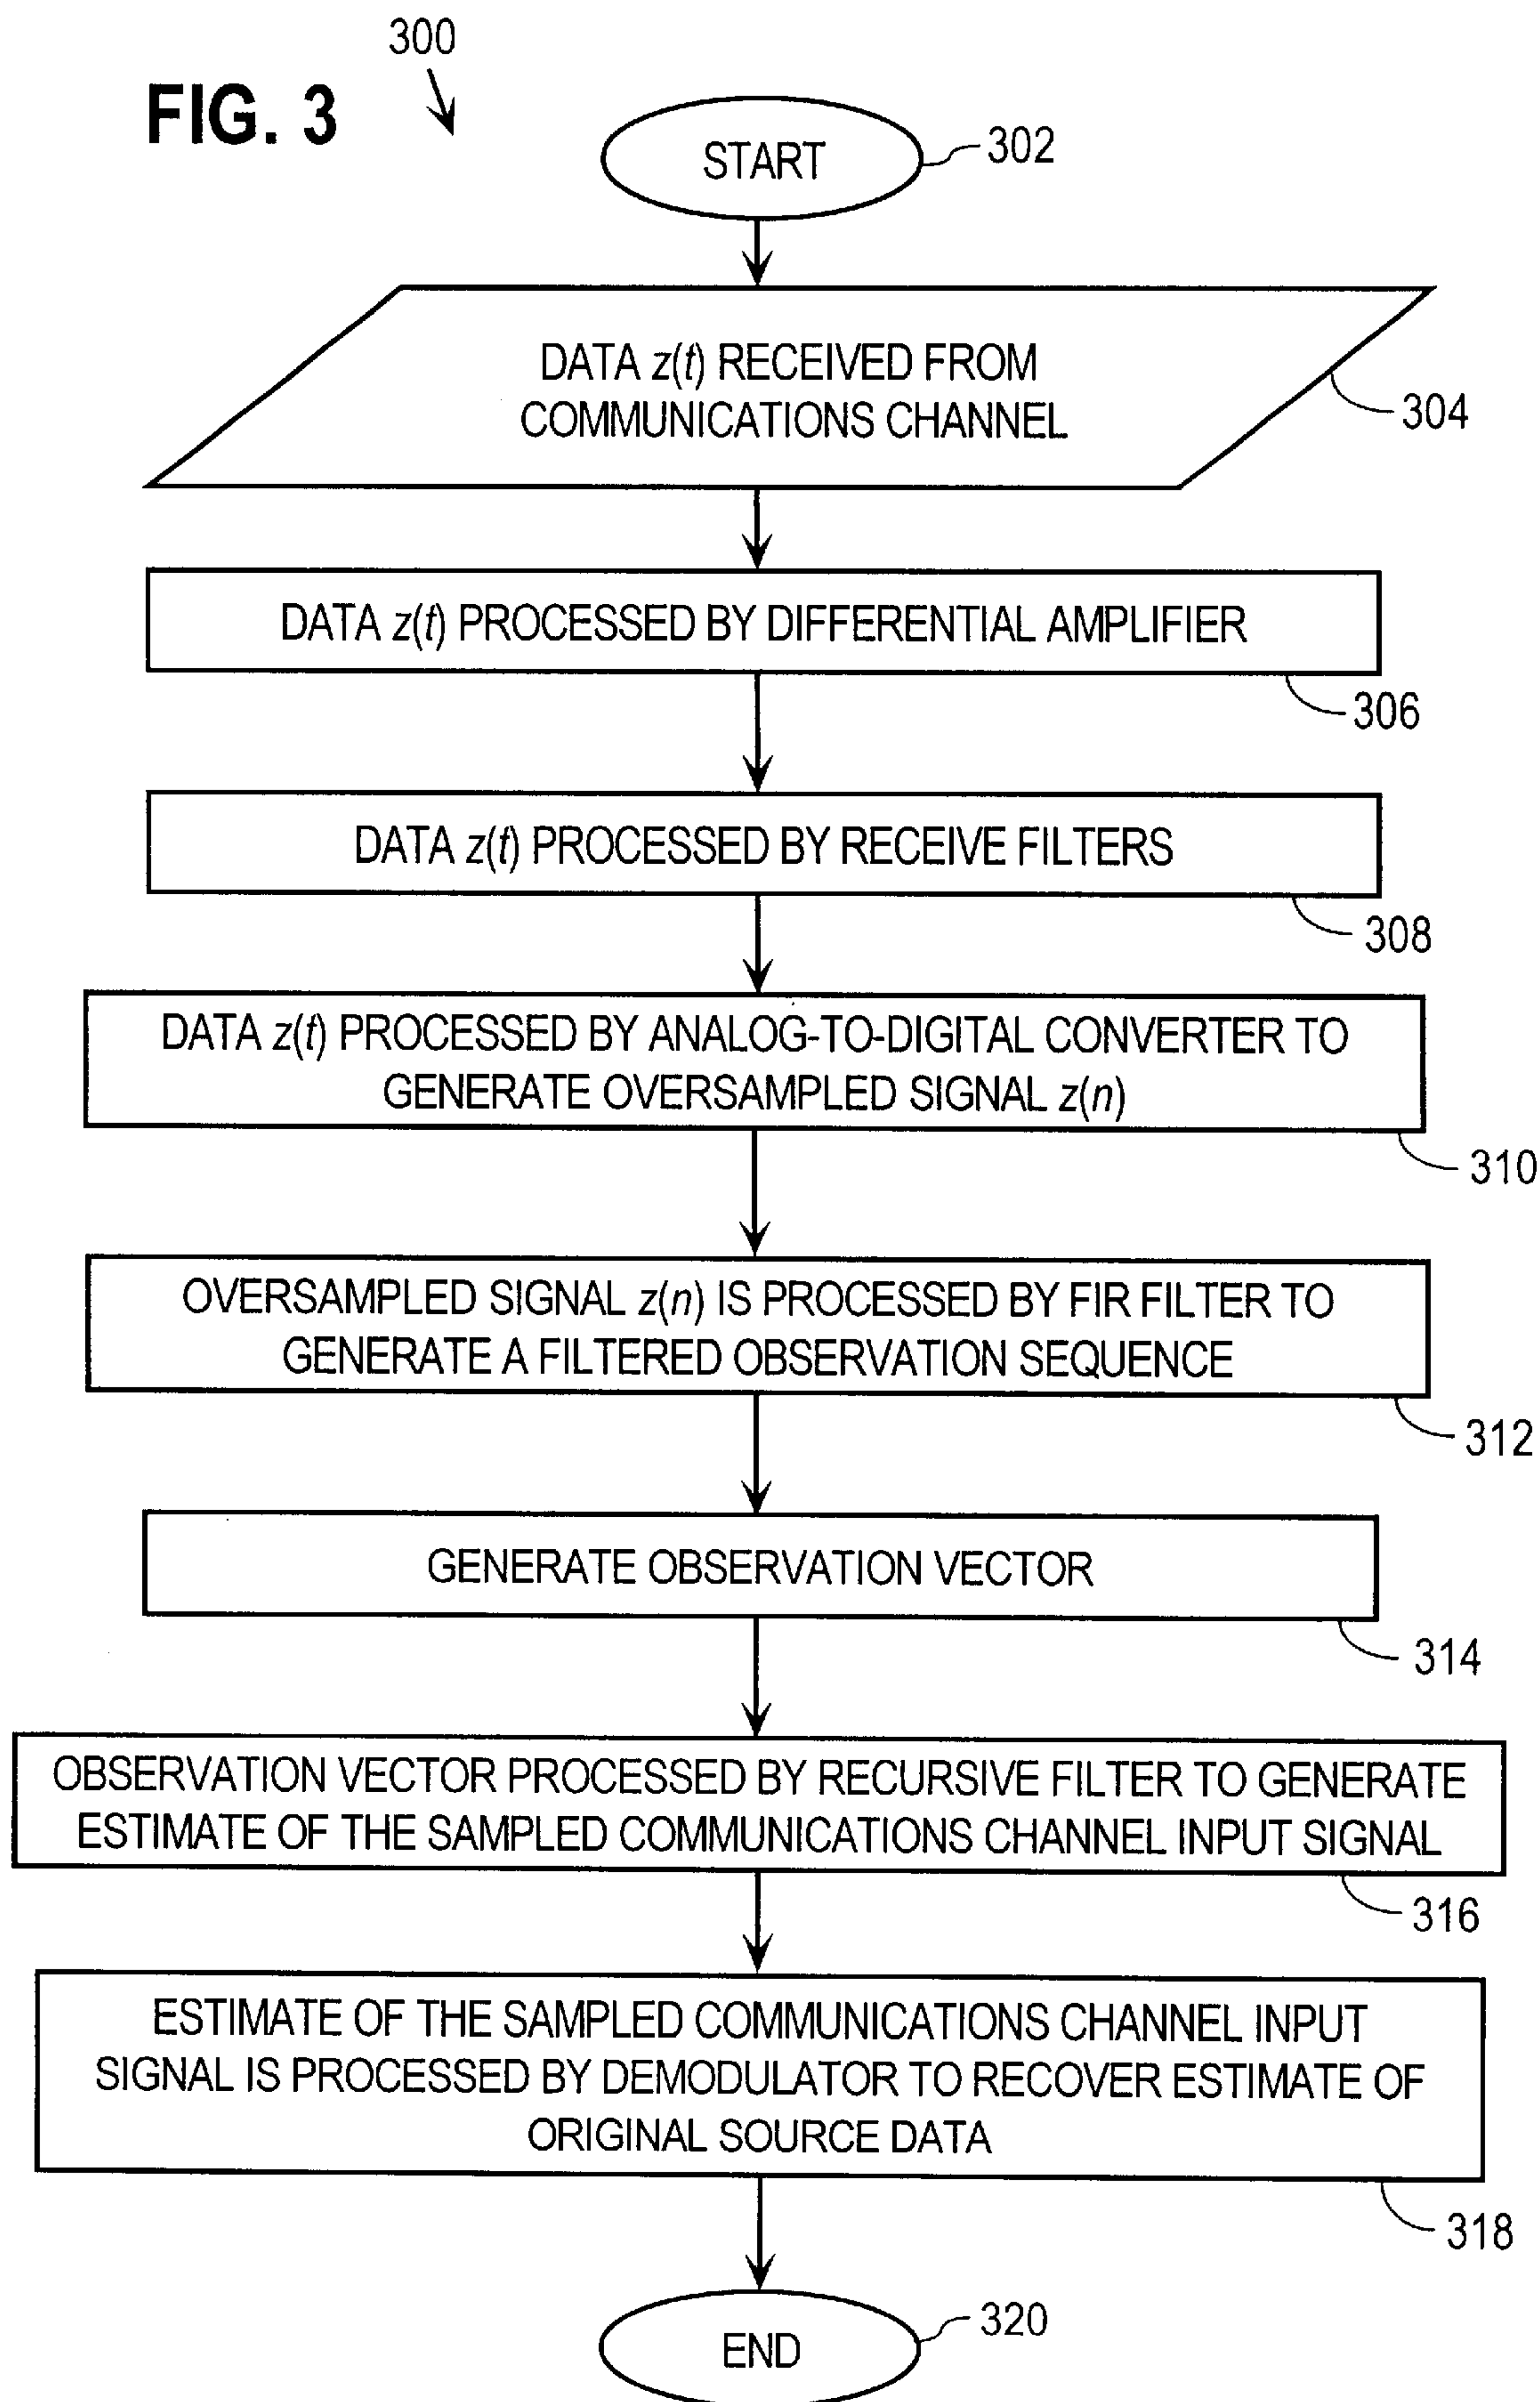 300
FIG. 3
START
302
DATA z(t) RECEIVED FROM
COMMUNICATIONS CHANNEL
304
DATA z(t) PROCESSED BY DIFFERENTIAL AMPLIFIER
306
DATA z(t) PROCESSED BY RECEIVE FILTERS
308
DATA z(t) PROCESSED BY ANALOG-TO-DIGITAL CONVERTER TO
GENERATE OVERSAMPLED SIGNAL z(n)
310
OVERSAMPLED SIGNAL z(n) IS PROCESSED BY FIR FILTER TO
GENERATE A FILTERED OBSERVATION SEQUENCE
312
GENERATE OBSERVATION VECTOR
314
OBSERVATION VECTOR PROCESSED BY RECURSIVE FILTER TO GENERATE
ESTIMATE OF THE SAMPLED COMMUNICATIONS CHANNEL INPUT SIGNAL
316
ESTIMATE OF THE SAMPLED COMMUNICATIONS CHANNEL INPUT
SIGNAL IS PROCESSED BY DEMODULATOR TO RECOVER ESTIMATE OF
ORIGINAL SOURCE DATA
318
END
320